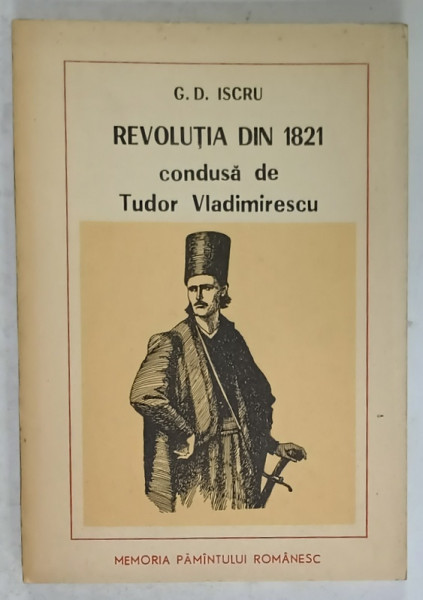 G. D. ISCRU
REVOLUȚIA DIN 1821
condusă de
Tudor Vladimirescu
MEMORIA PĂMÎNTULUI ROMÂNESC